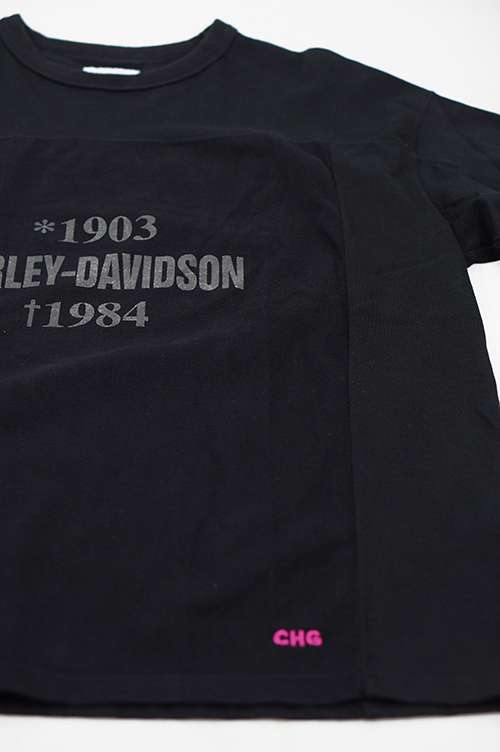 *1903
RLEY-DAVIDSON
†1984
CHG